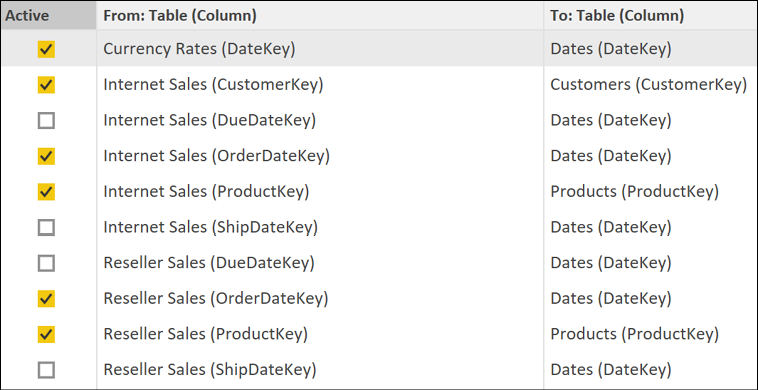 Active From: Table (Column) To: Table (Column)
Currency Rates (DateKey) Dates (DateKey)
Internet Sales (CustomerKey) Customers (CustomerKey)
Internet Sales (DueDateKey) Dates (DateKey)
Internet Sales (OrderDateKey) Dates (DateKey)
Internet Sales (ProductKey) Products (ProductKey)
Internet Sales (ShipDateKey) Dates (DateKey)
Reseller Sales (DueDateKey) Dates (DateKey)
Reseller Sales (OrderDateKey) Dates (DateKey)
Reseller Sales (ProductKey) Products (ProductKey)
Reseller Sales (ShipDateKey) Dates (DateKey)